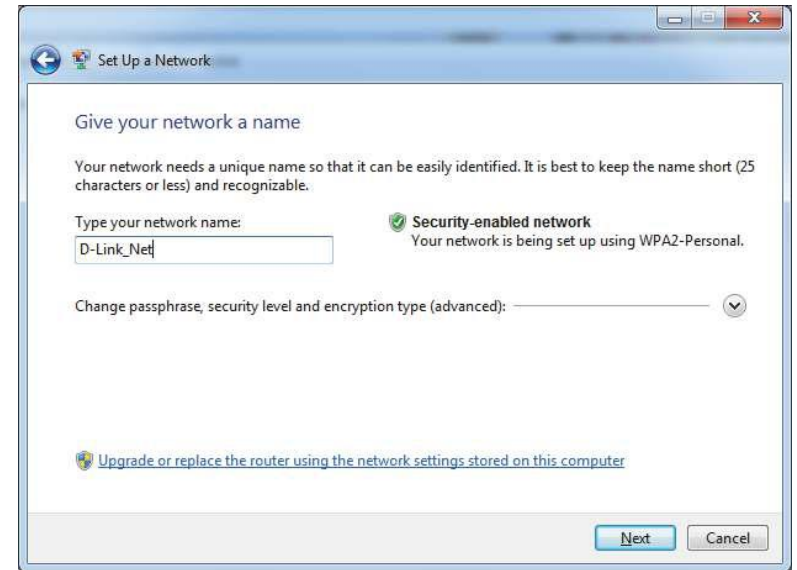 Set Up a Network
Give your network a name
Your network needs a unique name so that it can be easily identified. It is best to keep the name short (25
characters or less) and recognizable.
Type your network name:
D-Link_Net
Security-enabled network
Your network is being set up using WPA2-Personal.
Change passphrase, security level and encryption type (advanced):
Upgrade or replace the router using the network settings stored on this computer
Next Cancel